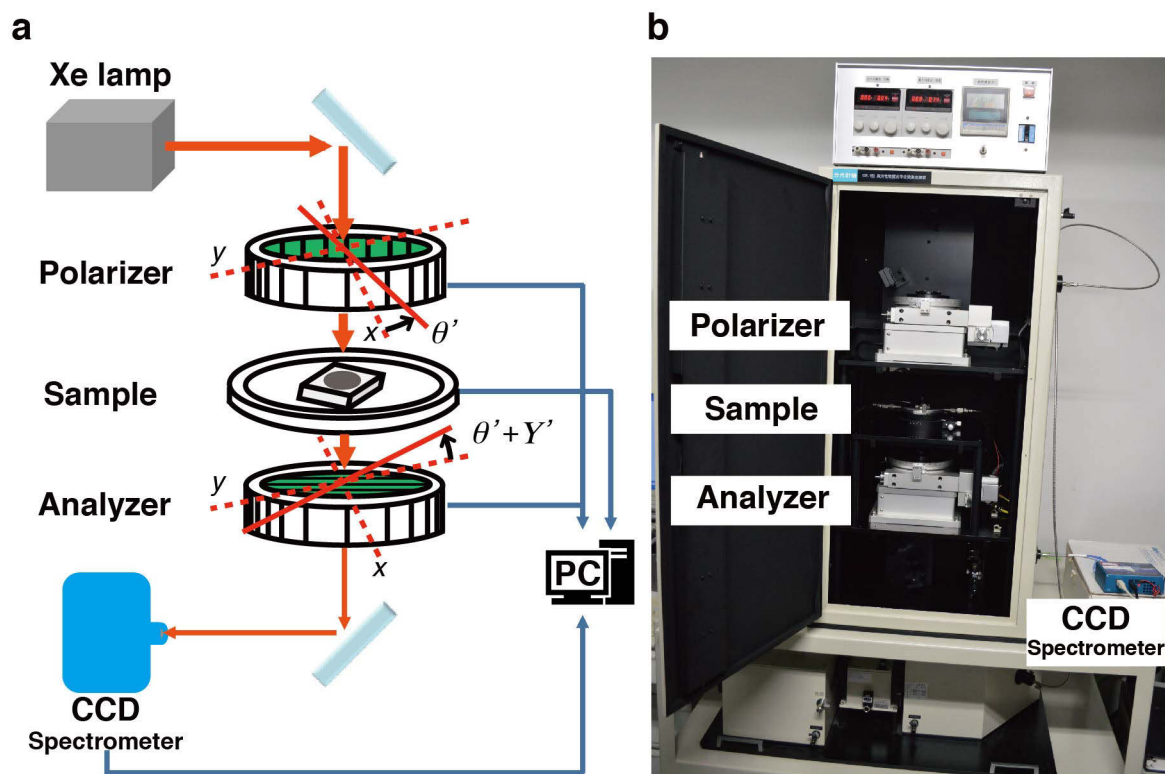 a
Xe lamp
y
Polarizer
x
θ'
Sample
θ'+Y'
y
Analyzer
x
PC
CCD
Spectrometer
b
Polarizer
Sample
Analyzer
CCD
Spectrometer